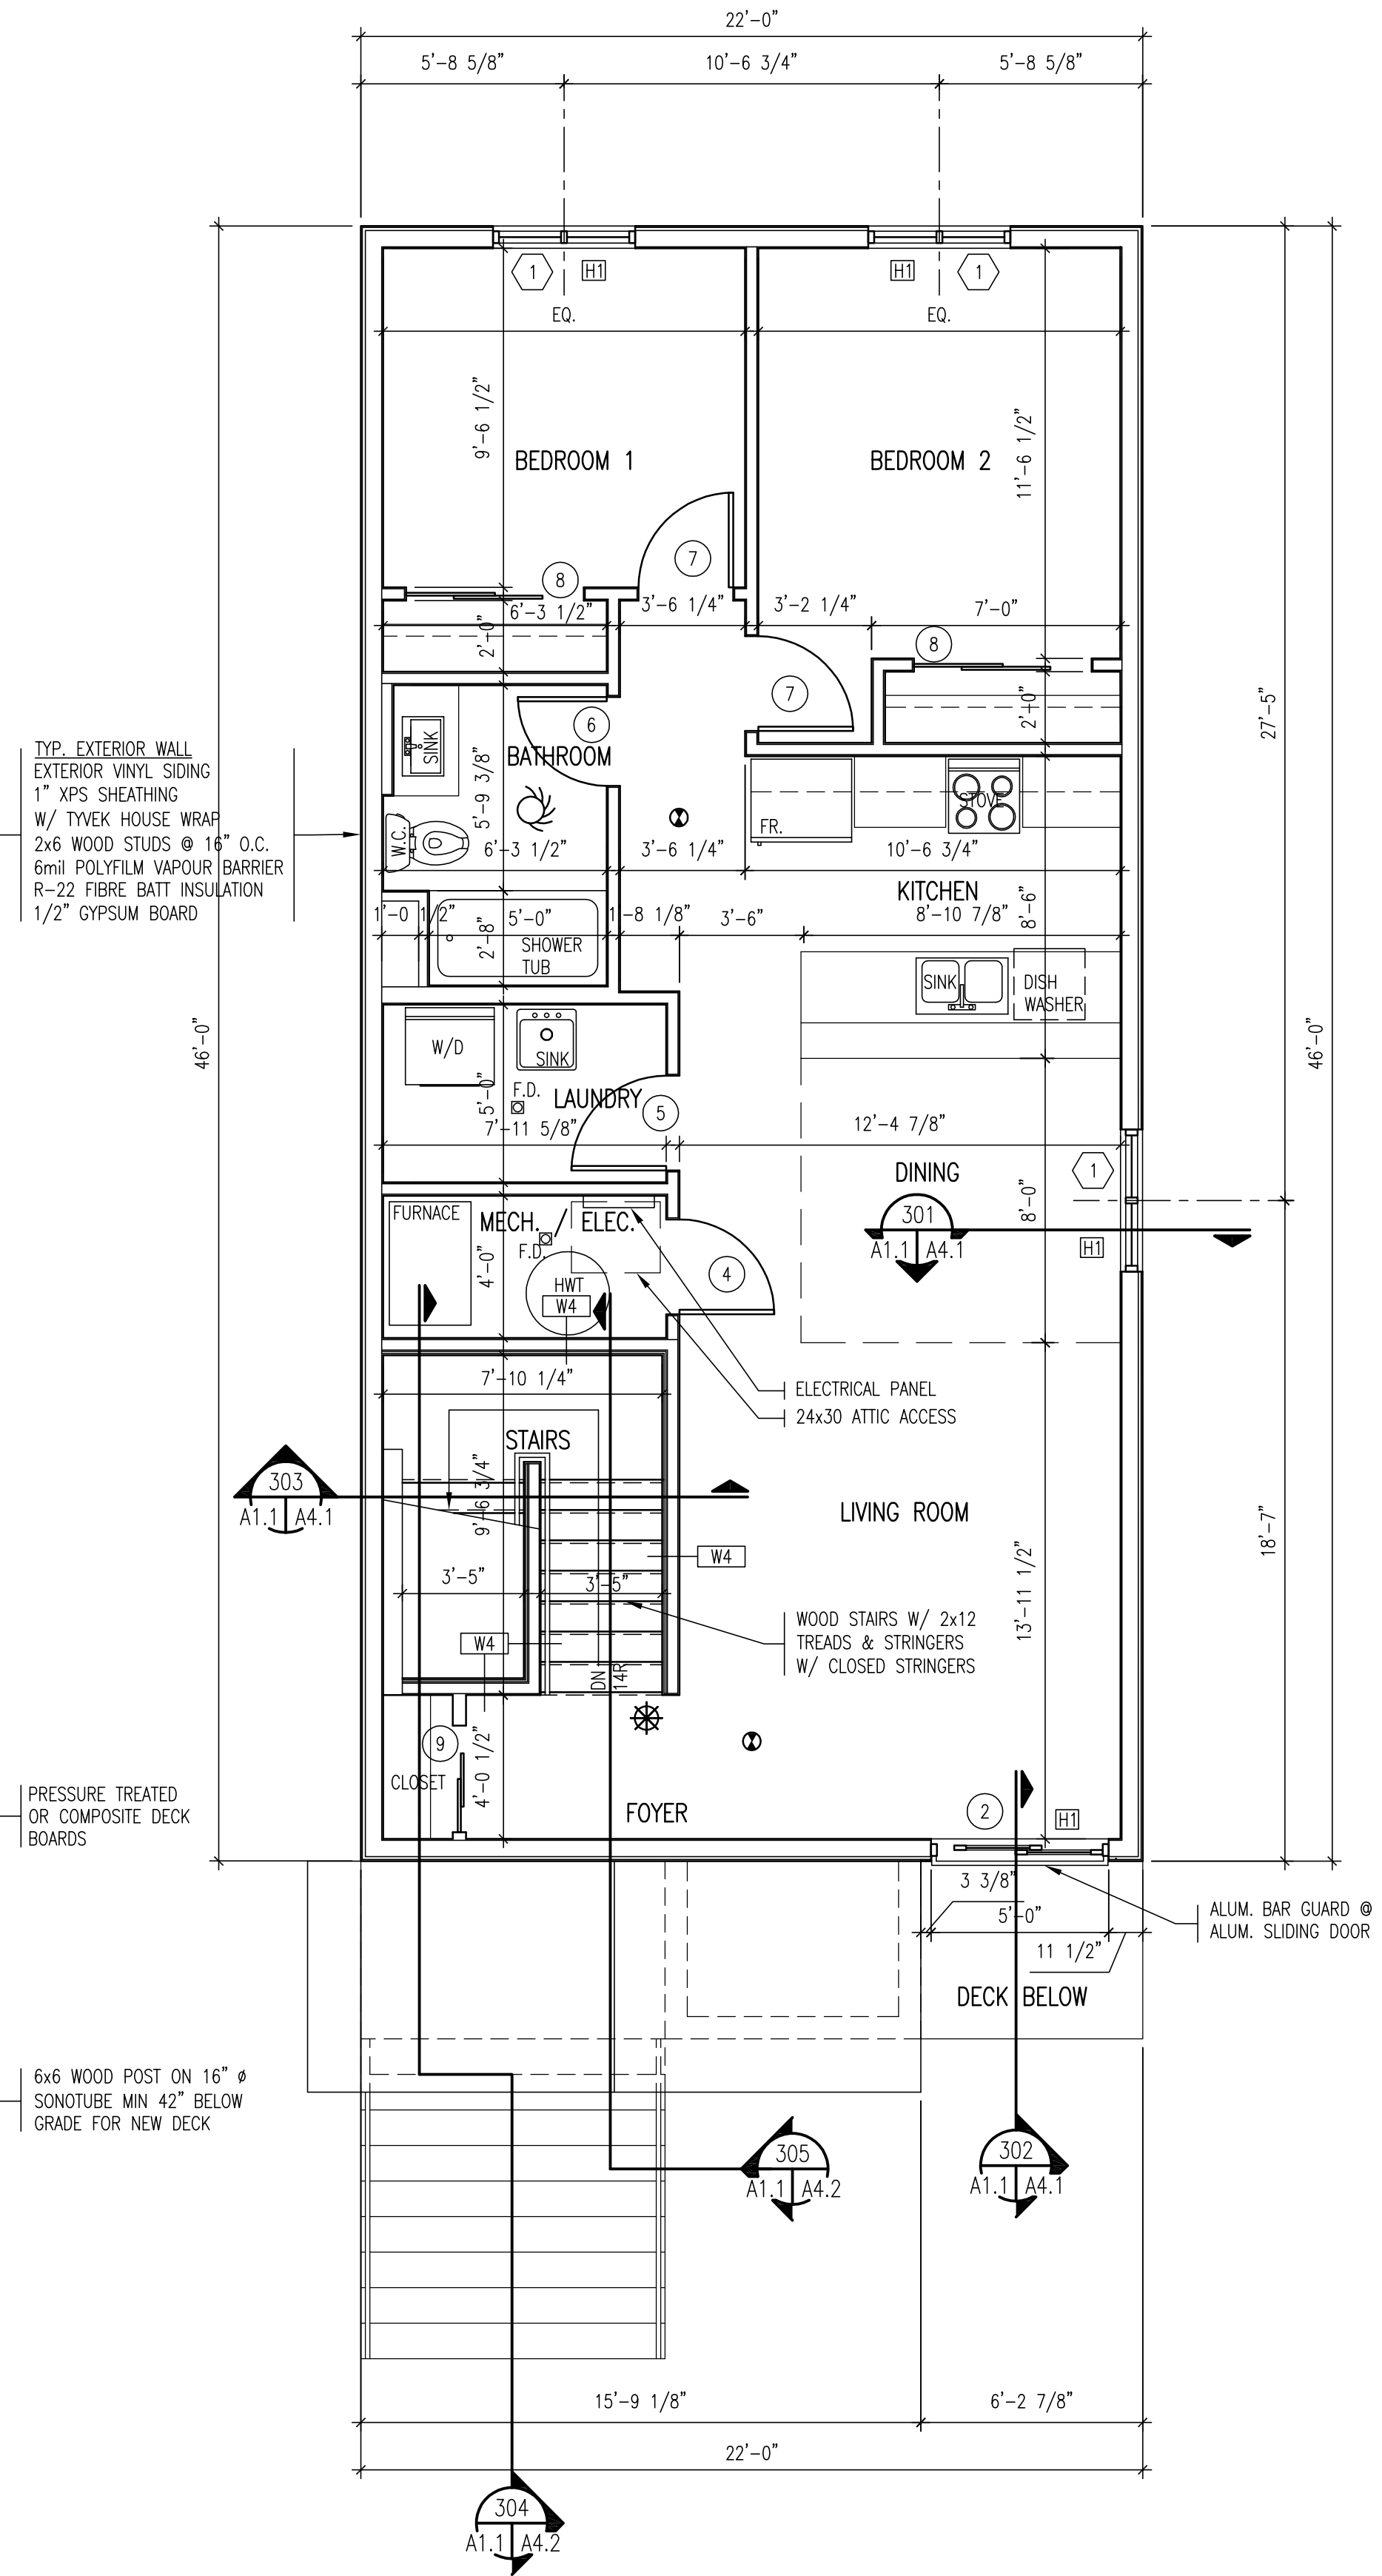 22'-0"
5'-8 5/8"
10'-6 3/4"
5'-8 5/8"
1
H1
H1
1
EQ.
EQ.
9'-6 1/2"
11'-6 1/2"
BEDROOM 1
BEDROOM 2
7
8
6'-3 1/2"
3'-6 1/4"
3'-2 1/4"
7'-0"
2'-0"
8
7
2'-0"
6
27'-5"
TYP. EXTERIOR WALL
EXTERIOR VINYL SIDING
1" XPS SHEATHING
W/ TYVEK HOUSE WRAP
2x6 WOOD STUDS @ 16" O.C.
6mil POLYFILM VAPOUR BARRIER
R-22 FIBRE BATT INSULATION
1/2" GYPSUM BOARD
SINK
BATHROOM
5'-9 3/8"
STOVE
FR.
W.C.
6'-3 1/2"
3'-6 1/4"
10'-6 3/4"
KITCHEN
8'-6"
1'-0 1/2"
5'-0"
1'-8 1/8"
3'-6"
8'-10 7/8"
2'-8"
SHOWER
TUB
SINK
DISH
WASHER
46'-0"
46'-0"
W/D
SINK
F.D.
LAUNDRY
5'-0"
7'-11 5/8"
5
12'-4 7/8"
DINING
1
8'-0"
FURNACE
MECH. / ELEC.
F.D.
301
A1.1
A4.1
H1
4'-0"
HWT
W4
4
7'-10 1/4"
ELECTRICAL PANEL
24x30 ATTIC ACCESS
STAIRS
303
A1.1
A4.1
9'-6 3/4"
LIVING ROOM
18'-7"
W4
3'-5"
3'-5"
13'-11 1/2"
WOOD STAIRS W/ 2x12
TREADS & STRINGERS
W/ CLOSED STRINGERS
W4
DN
14R
9
4'-0 1/2"
CLOSET
FOYER
2
H1
PRESSURE TREATED
OR COMPOSITE DECK
BOARDS
3 3/8"
5'-0"
11 1/2"
ALUM. BAR GUARD @
ALUM. SLIDING DOOR
DECK BELOW
6x6 WOOD POST ON 16" ø
SONOTUBE MIN 42" BELOW
GRADE FOR NEW DECK
305
A1.1
A4.2
302
A1.1
A4.1
15'-9 1/8"
6'-2 7/8"
22'-0"
304
A1.1
A4.2